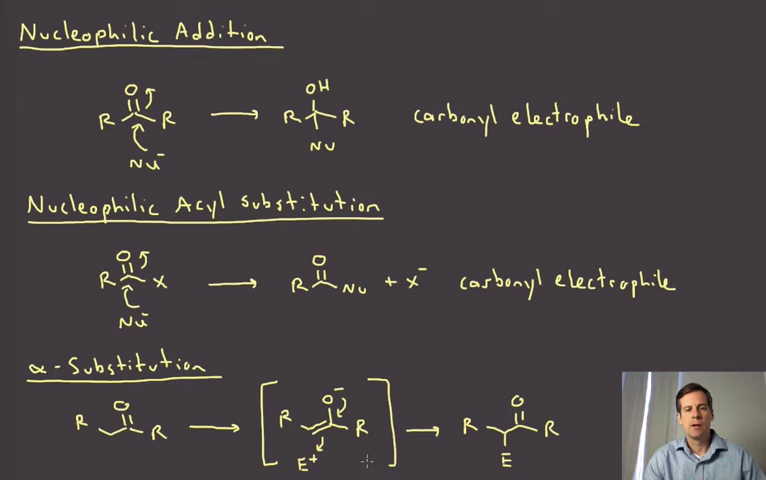 Nucleophilic Addition
O
R R
Nu⁻
OH
R R
Nu
carbonyl electrophile
Nucleophilic Acyl substitution
O
R X
Nu⁻
O
R Nu + X⁻
carbonyl electrophile
α-Substitution
O
R R
O⁻
R R
E⁺
O
R R
E